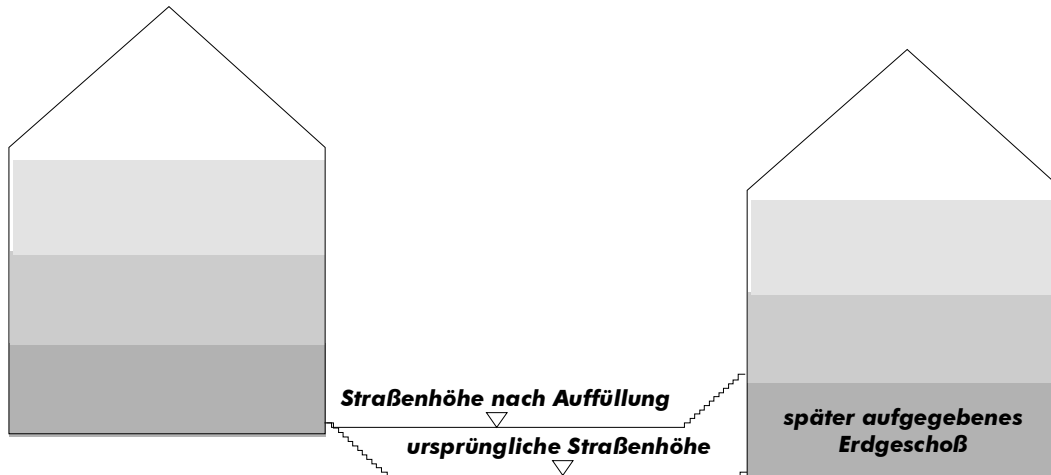 Straßenhöhe nach Auffüllung
ursprüngliche Straßenhöhe
später aufgegebenes
Erdgeschoß